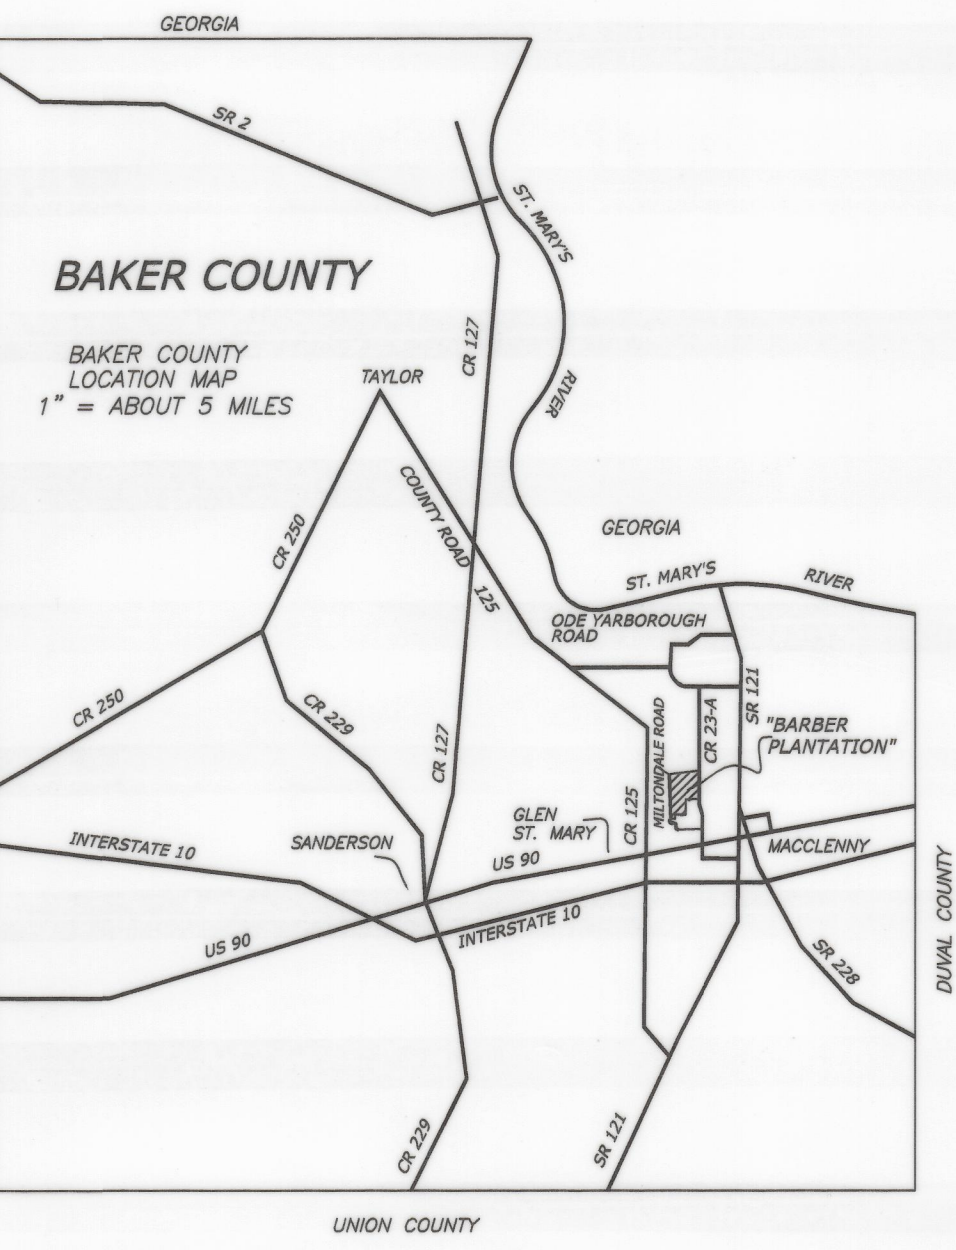 GEORGIA
SR 2
ST. MARY'S
RIVER
BAKER COUNTY
BAKER COUNTY
LOCATION MAP
1" = ABOUT 5 MILES
CR 127
TAYLOR
COUNTY ROAD
125
CR 250
GEORGIA
ST. MARY'S
RIVER
ODE YARBOROUGH
ROAD
CR 250
CR 229
CR 127
MILTONDALE ROAD
CR 23-A
SR 121
"BARBER
PLANTATION"
CR 125
GLEN
ST. MARY
INTERSTATE 10
SANDERSON
US 90
MACCLENNY
US 90
INTERSTATE 10
SR 228
DUVAL COUNTY
CR 229
SR 121
UNION COUNTY